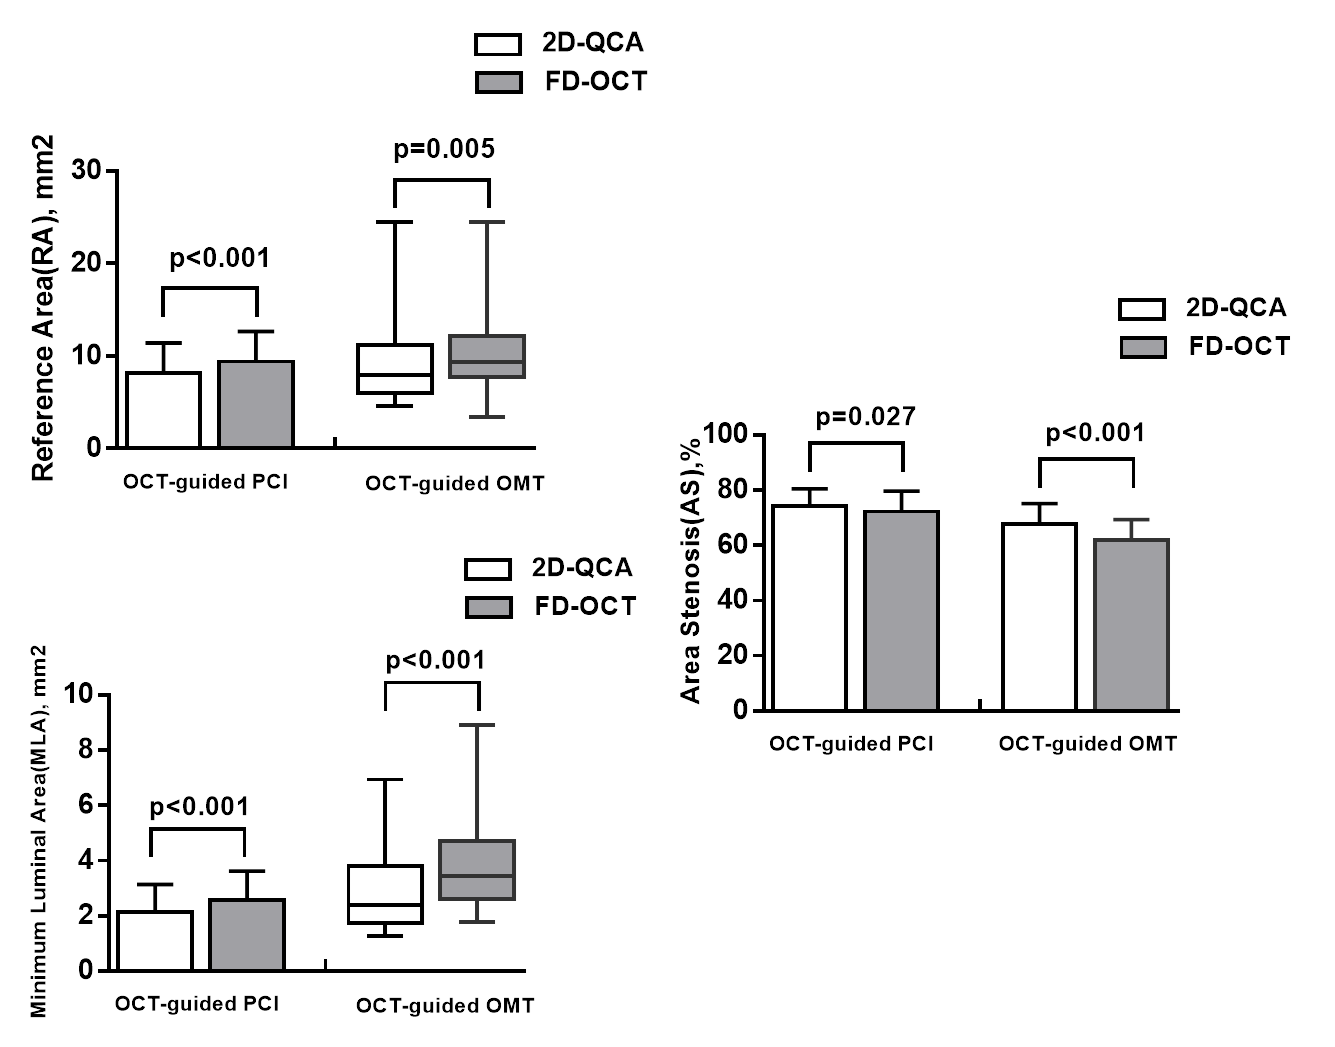 2D-QCA
FD-OCT
Reference Area(RA), mm2
30
20
10
0
p<0.001
p=0.005
OCT-guided PCI
OCT-guided OMT
2D-QCA
FD-OCT
Minimum Luminal Area(MLA), mm2
10
8
6
4
2
0
p<0.001
p<0.001
OCT-guided PCI
OCT-guided OMT
2D-QCA
FD-OCT
Area Stenosis(AS),%
100
80
60
40
20
0
p=0.027
p<0.001
OCT-guided PCI
OCT-guided OMT